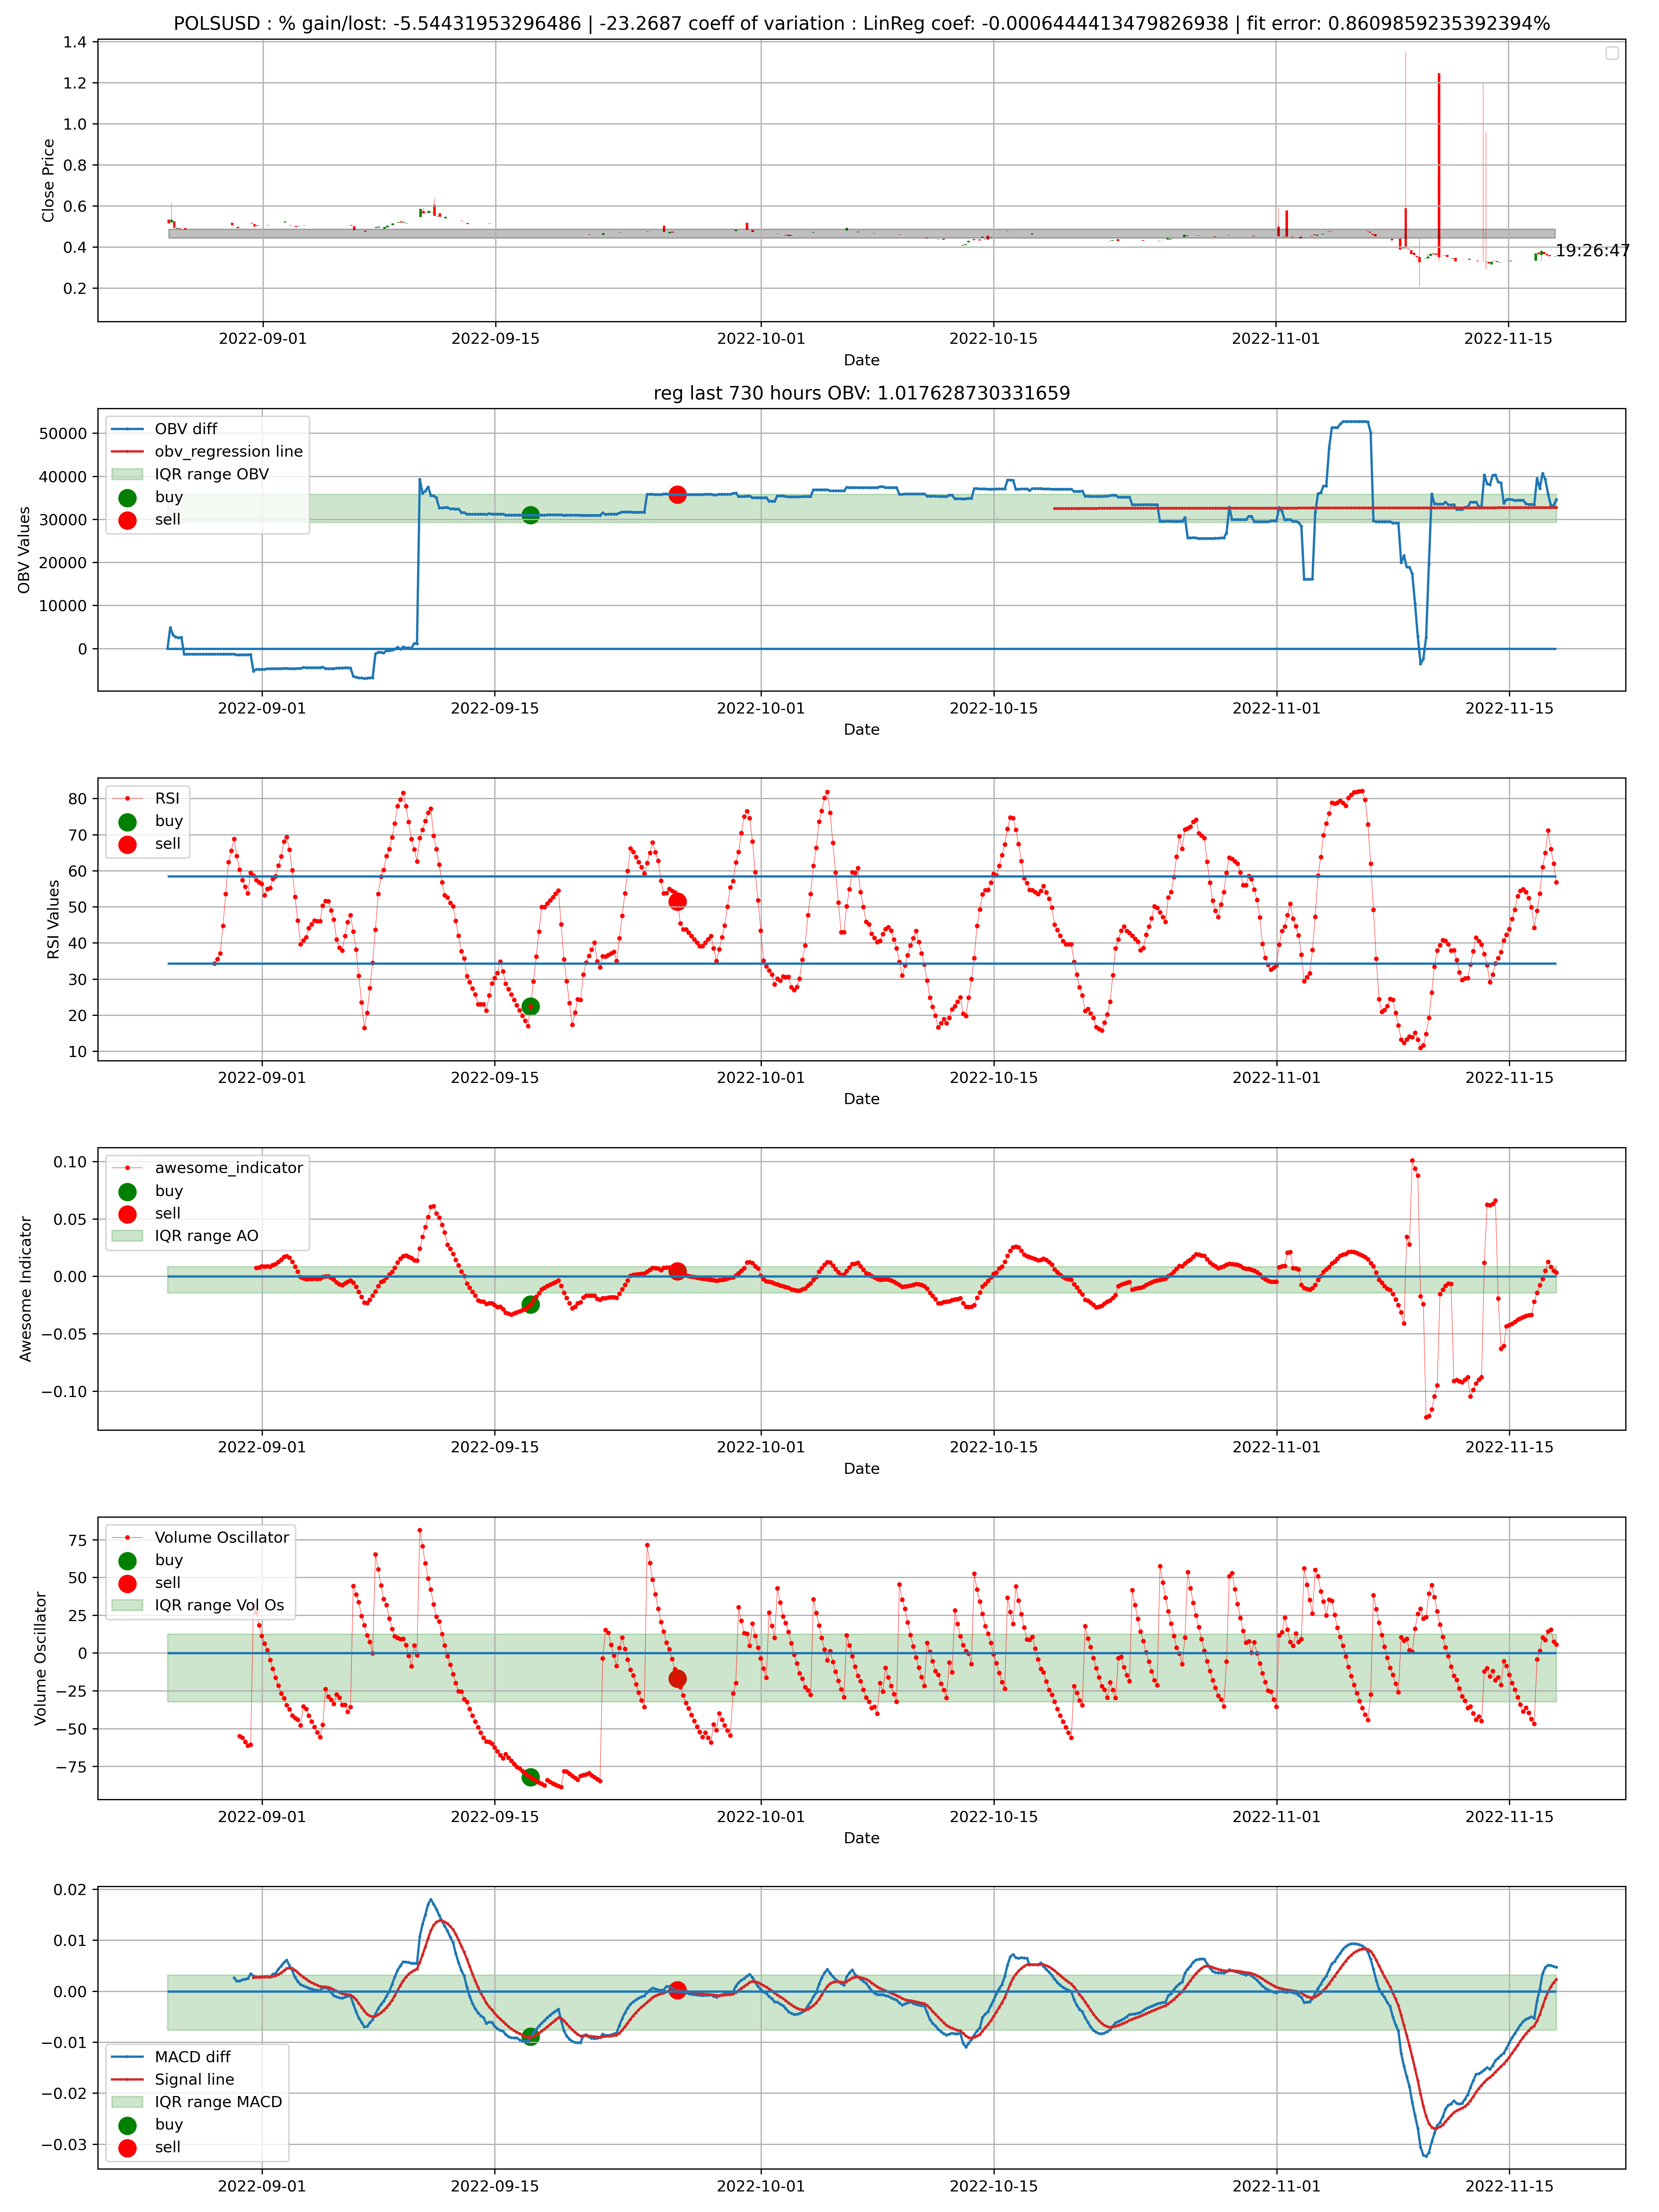 POLSUSD : % gain/lost: -5.54431953296486 | -23.2687 coeff of variation : LinReg coef: -0.0006444413479826938 | fit error: 0.8609859235392394%
1.4
1.2
1.0
0.8
0.6
0.4
0.2
Close Price
19:26:47
2022-09-01 2022-09-15 2022-10-01 2022-10-15 2022-11-01 2022-11-15
Date
reg last 730 hours OBV: 1.017628730331659
50000
40000
30000
20000
10000
0
OBV Values
OBV diff
obv_regression line
IQR range OBV
buy
sell
2022-09-01 2022-09-15 2022-10-01 2022-10-15 2022-11-01 2022-11-15
Date
80
70
60
50
40
30
20
10
RSI Values
RSI
buy
sell
2022-09-01 2022-09-15 2022-10-01 2022-10-15 2022-11-01 2022-11-15
Date
0.10
0.05
0.00
−0.05
−0.10
Awesome Indicator
awesome_indicator
buy
sell
IQR range AO
2022-09-01 2022-09-15 2022-10-01 2022-10-15 2022-11-01 2022-11-15
Date
75
50
25
0
−25
−50
−75
Volume Oscillator
Volume Oscillator
buy
sell
IQR range Vol Os
2022-09-01 2022-09-15 2022-10-01 2022-10-15 2022-11-01 2022-11-15
Date
0.02
0.01
0.00
−0.01
−0.02
−0.03
MACD diff
Signal line
IQR range MACD
buy
sell
2022-09-01 2022-09-15 2022-10-01 2022-10-15 2022-11-01 2022-11-15